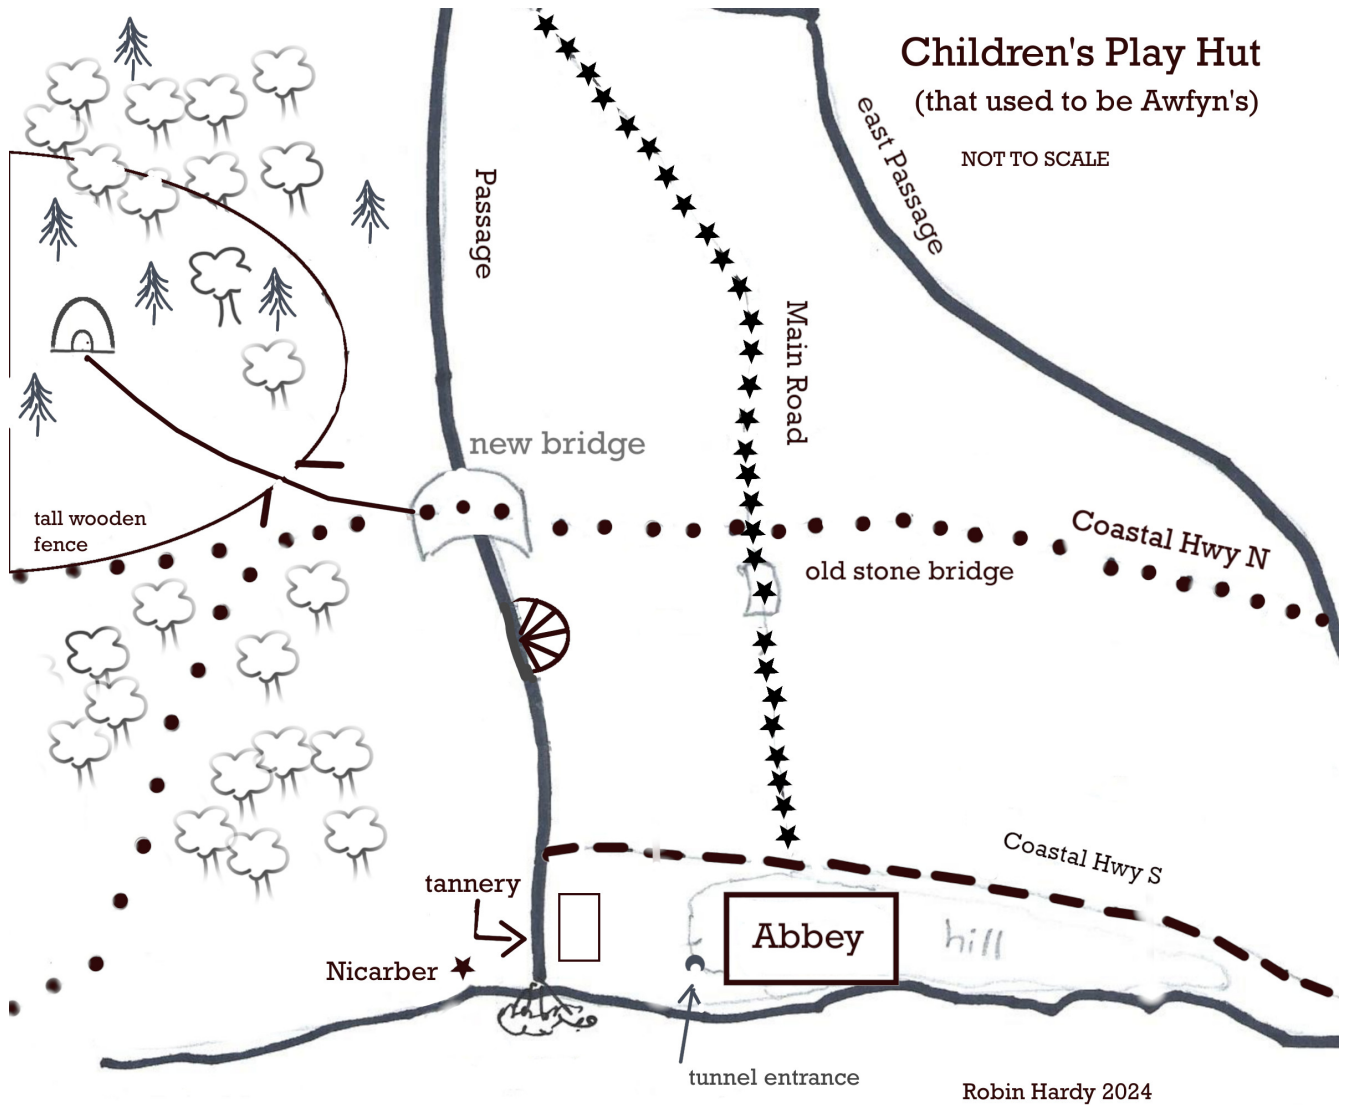 Children's Play Hut
(that used to be Awfyn's)
NOT TO SCALE
east Passage
Passage
Main Road
new bridge
tall wooden
fence
Coastal Hwy N
old stone bridge
Coastal Hwy S
tannery
Abbey
hill
Nicarber
tunnel entrance
Robin Hardy 2024